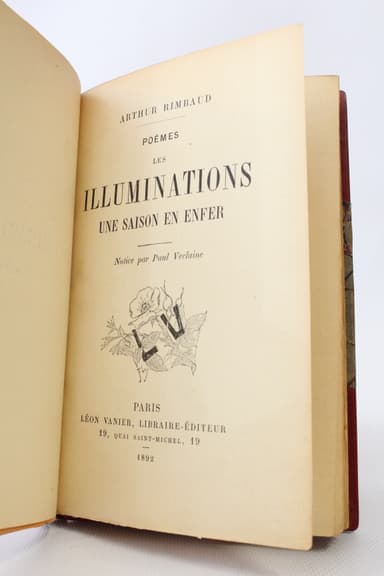 ARTHUR RIMBAUD
POÈMES
LES
ILLUMINATIONS
UNE SAISON EN ENFER
Notice par Paul Verlaine
LV
PARIS
LÉON VANIER, LIBRAIRE-ÉDITEUR
19, QUAI SAINT-MICHEL, 19
1892